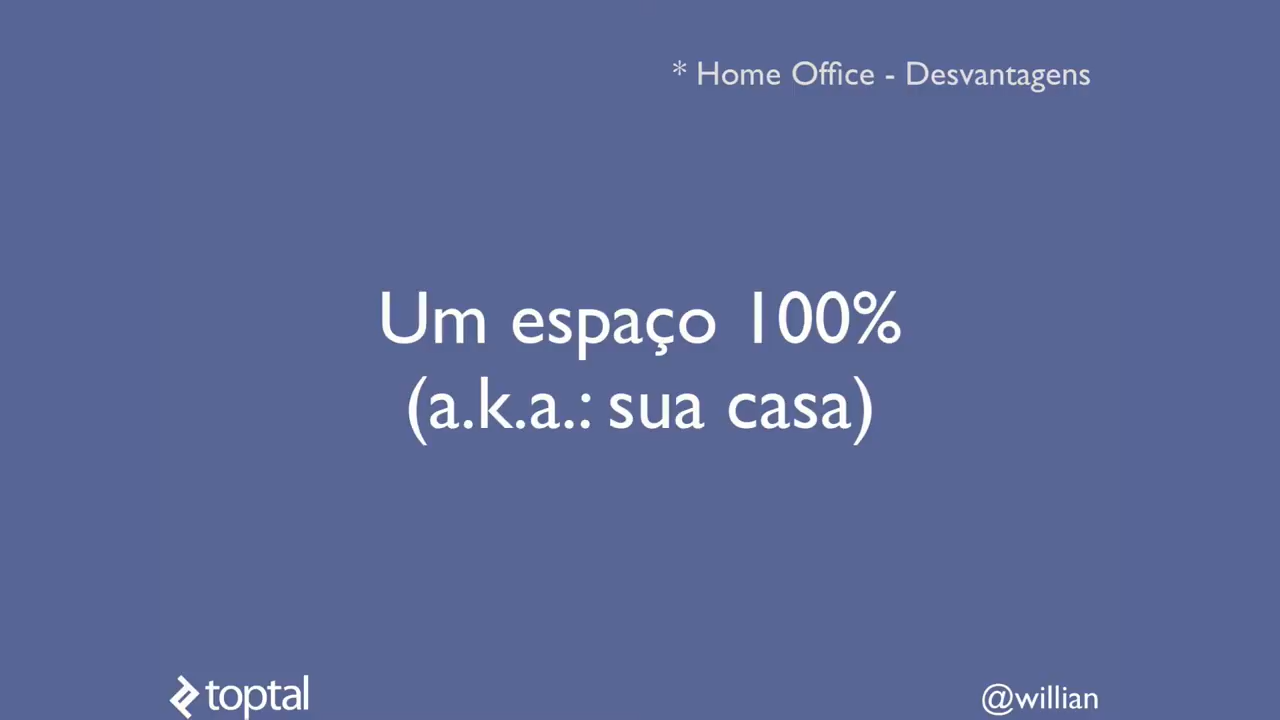 * Home Office - Desvantagens
Um espaço 100%
(a.k.a.: sua casa)
toptal
@willian